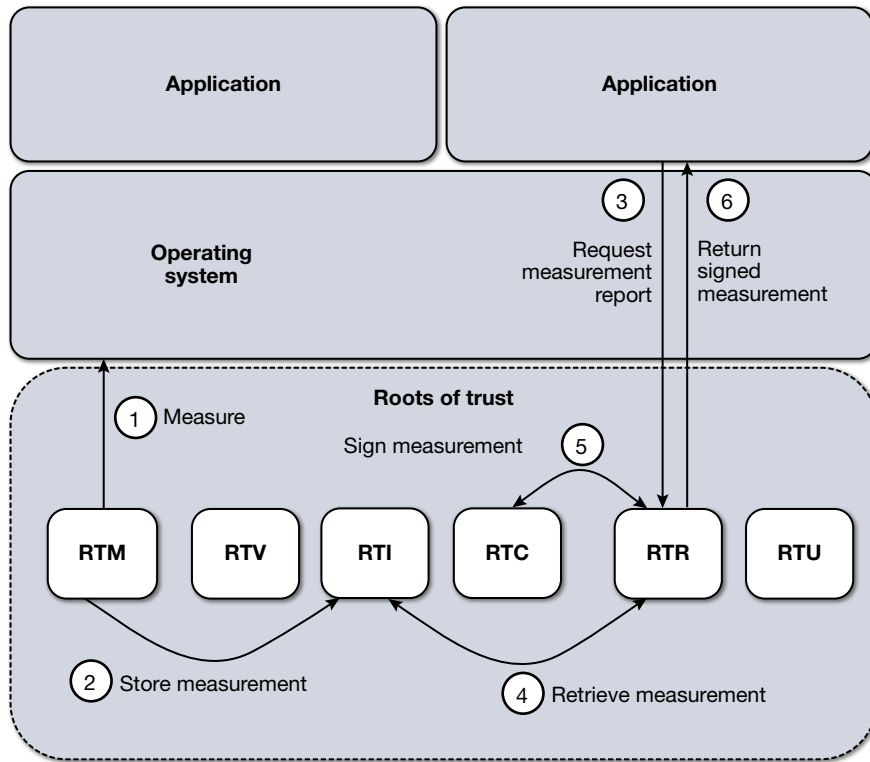 Application
Application
3
6
Request
measurement
report
Return
signed
measurement
Operating
system
Roots of trust
1 Measure
Sign measurement 5
RTM
RTV
RTI
RTC
RTR
RTU
2 Store measurement
4 Retrieve measurement